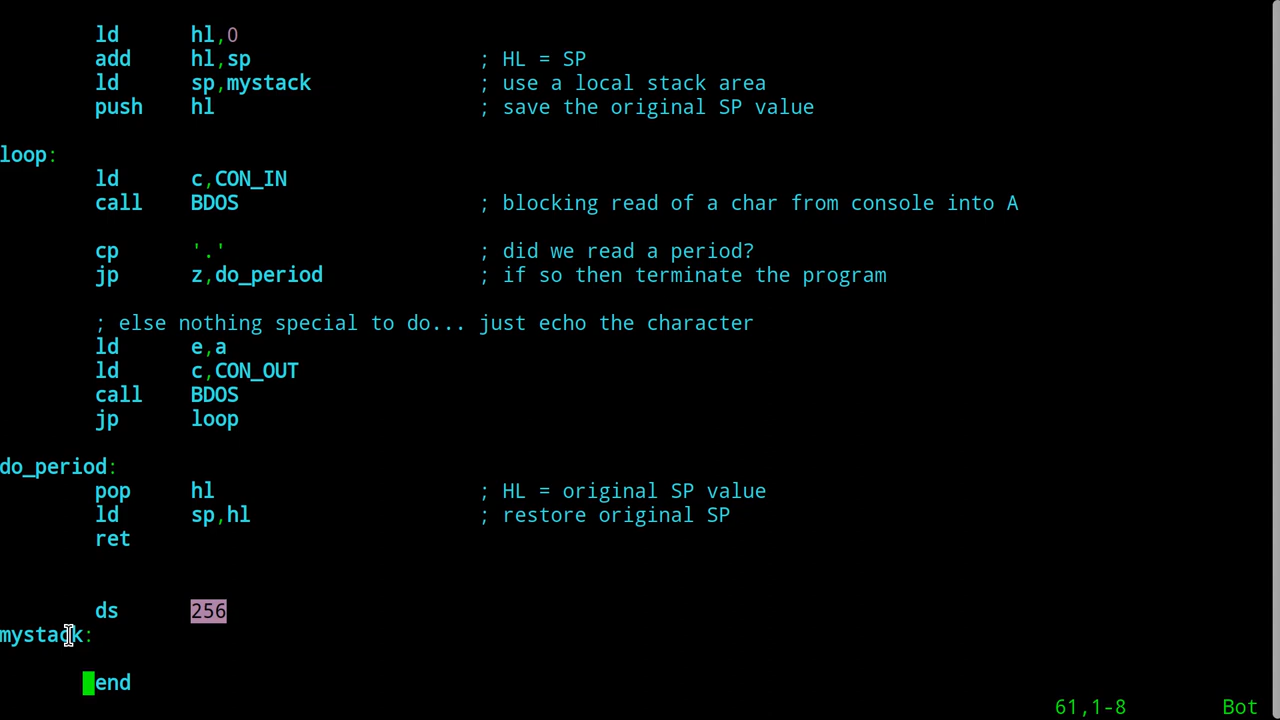 ld hl,0
add hl,sp ; HL = SP
ld sp,mystack ; use a local stack area
push hl ; save the original SP value
loop:
ld c,CON_IN
call BDOS ; blocking read of a char from console into A
cp '.' ; did we read a period?
jp z,do_period ; if so then terminate the program
; else nothing special to do... just echo the character
ld e,a
ld c,CON_OUT
call BDOS
jp loop
do_period:
pop hl ; HL = original SP value
ld sp,hl ; restore original SP
ret
ds 256
mystack:
end
61,1-8 Bot